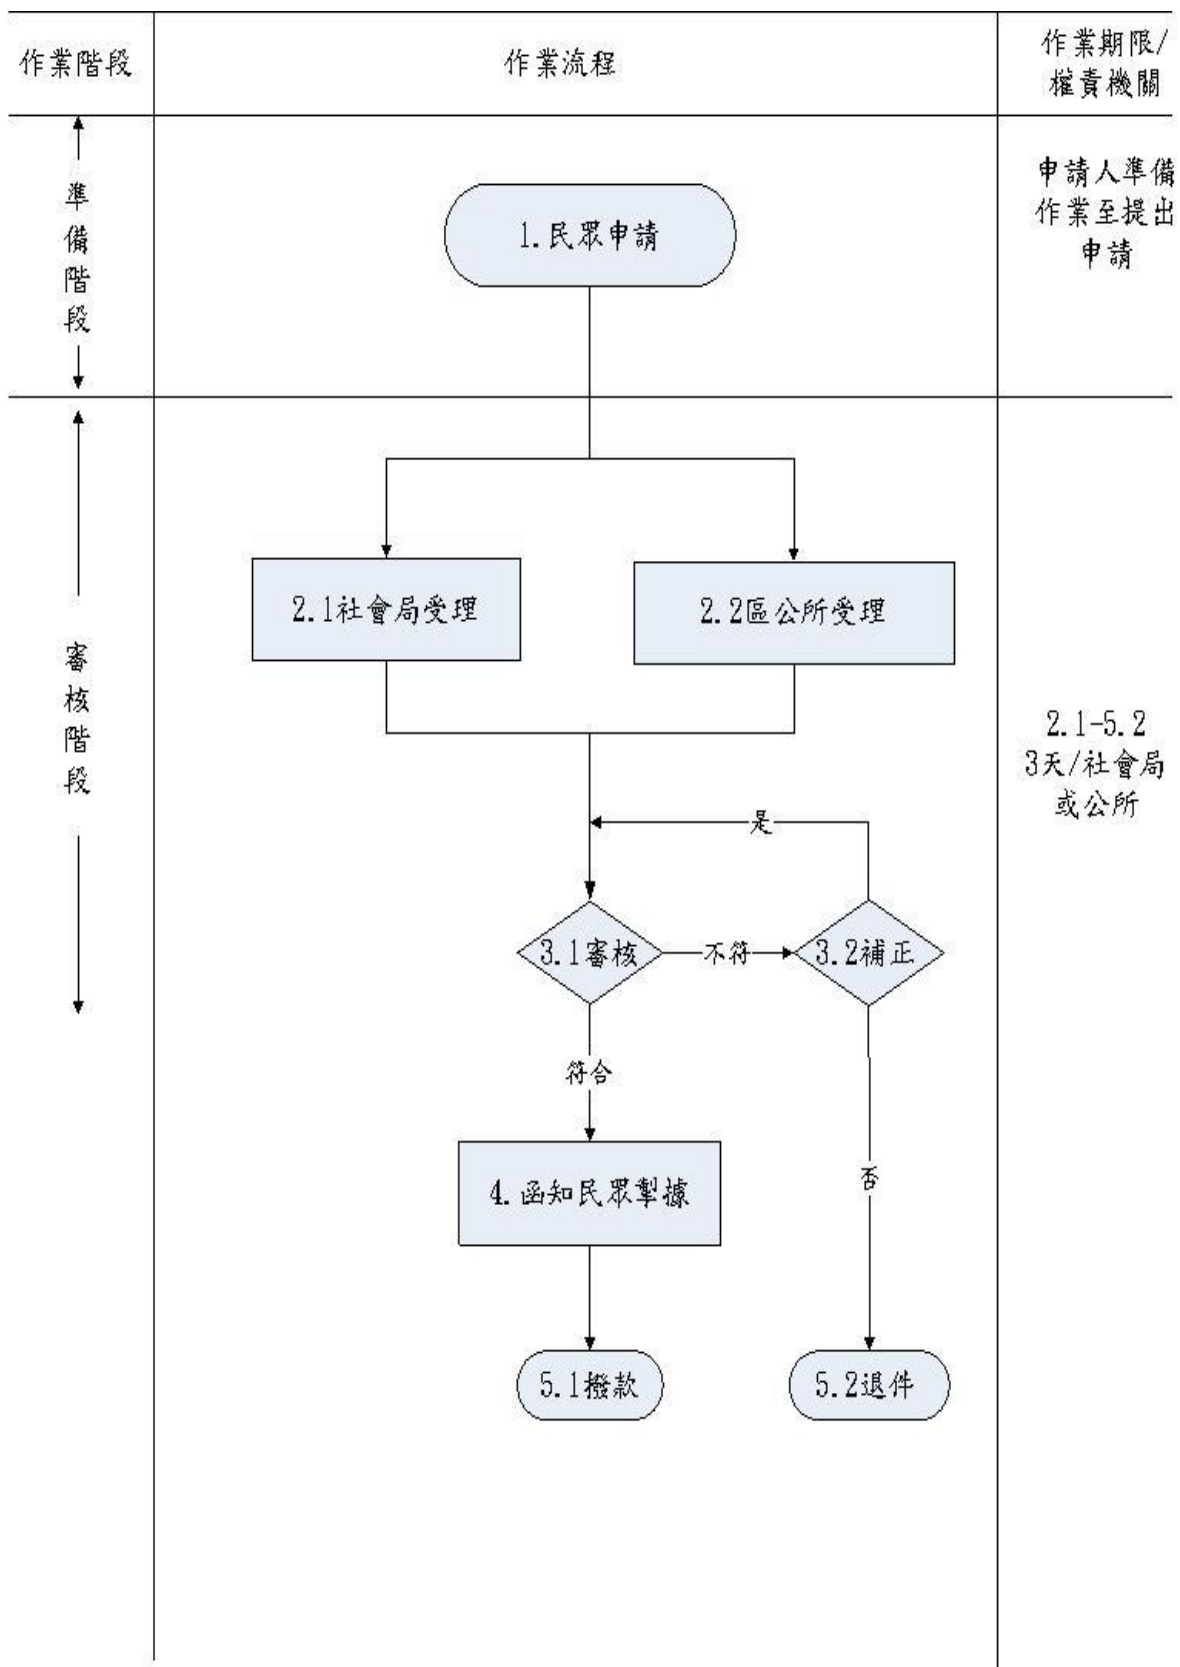 作業階段
作業流程
作業期限/
權責機關
準
備
階
段
1.民眾申請
申請人準備
作業至提出
申請
審
核
階
段
2.1社會局受理
2.2區公所受理
2.1-5.2
3天/社會局
或公所
是
3.1審核
不符
3.2補正
符合
否
4.函知民眾掣據
5.1撥款
5.2退件